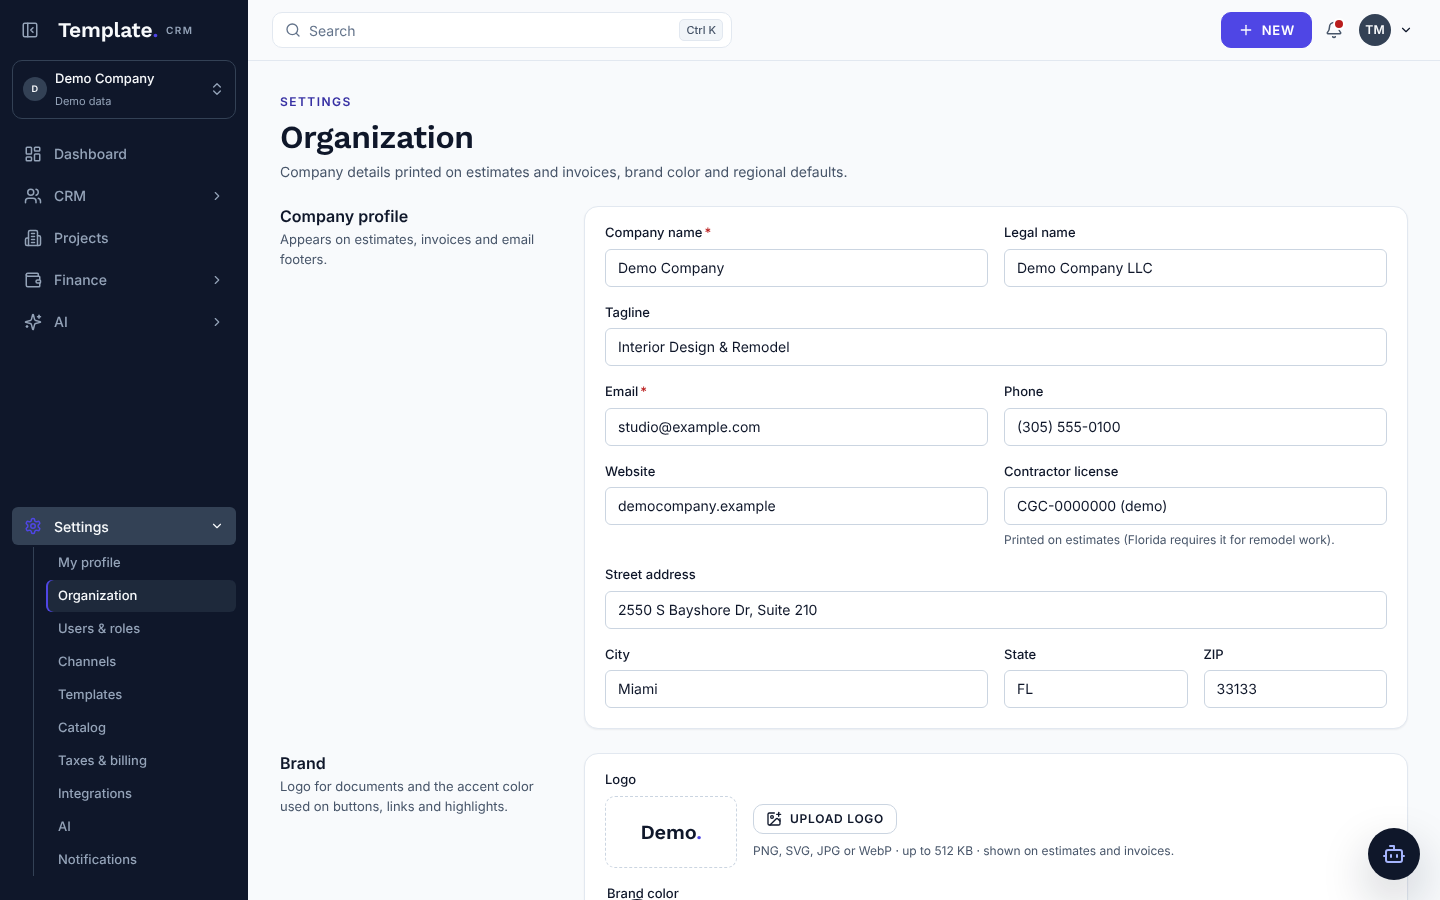 Template. CRM
Search
Ctrl K
NEW
TM
D
Demo Company
Demo data
Dashboard
CRM
Projects
Finance
AI
Settings
My profile
Organization
Users & roles
Channels
Templates
Catalog
Taxes & billing
Integrations
AI
Notifications
SETTINGS
Organization
Company details printed on estimates and invoices, brand color and regional defaults.
Company profile
Appears on estimates, invoices and email
footers.
Company name *
Legal name
Demo Company
Demo Company LLC
Tagline
Interior Design & Remodel
Email *
Phone
studio@example.com
(305) 555-0100
Website
Contractor license
democompany.example
CGC-0000000 (demo)
Printed on estimates (Florida requires it for remodel work).
Street address
2550 S Bayshore Dr, Suite 210
City
State
ZIP
Miami
FL
33133
Brand
Logo for documents and the accent color
used on buttons, links and highlights.
Logo
Demo.
UPLOAD LOGO
PNG, SVG, JPG or WebP · up to 512 KB · shown on estimates and invoices.
Brand color